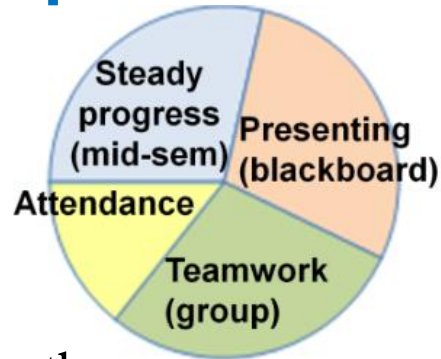 Steady
progress
(mid-sem)
Presenting
(blackboard)
Attendance
Teamwork
(group)